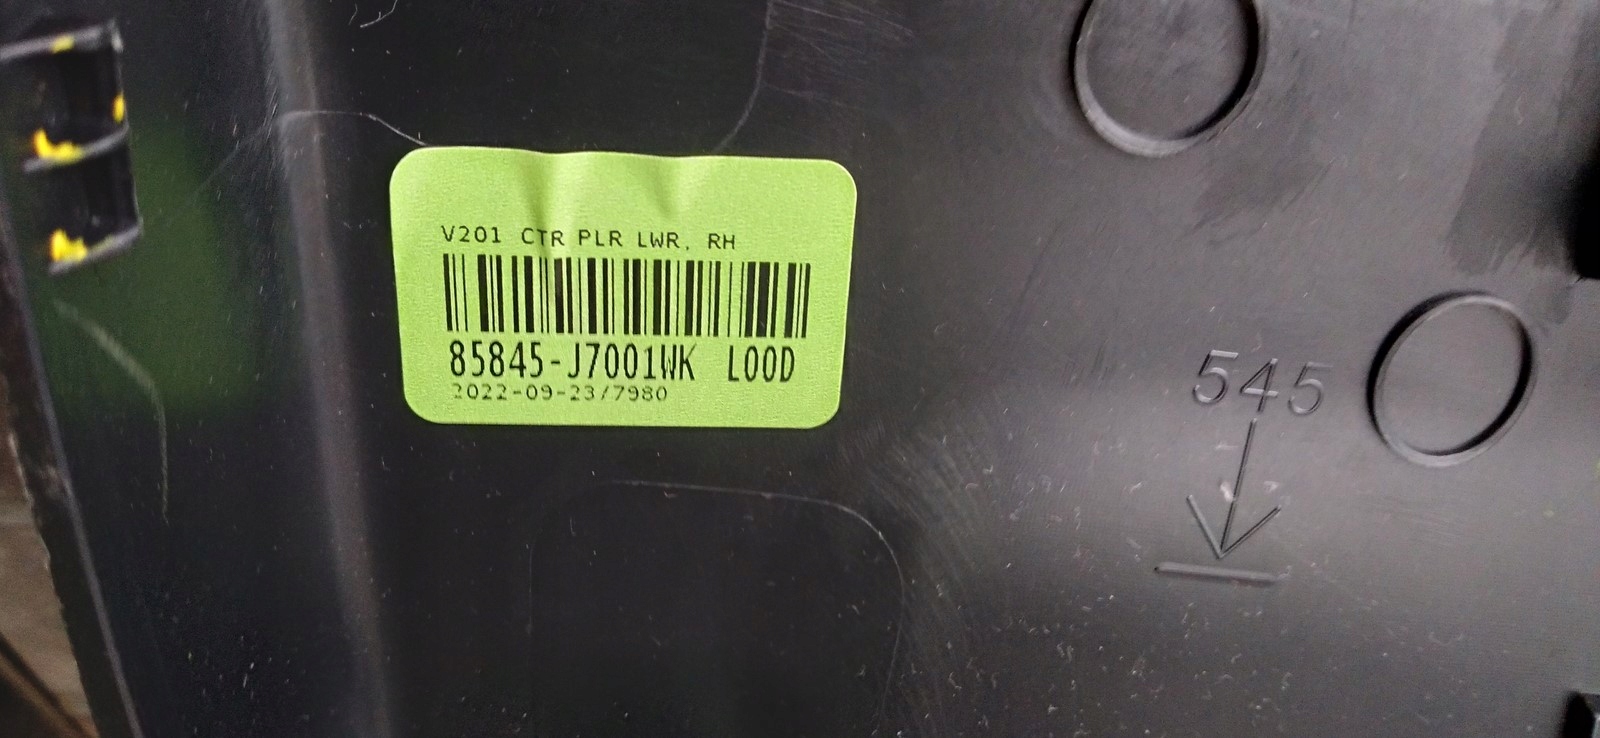 V201 CTR PLR LWR, RH
85845-J7001WK L00D
2022-09-23/7980
545